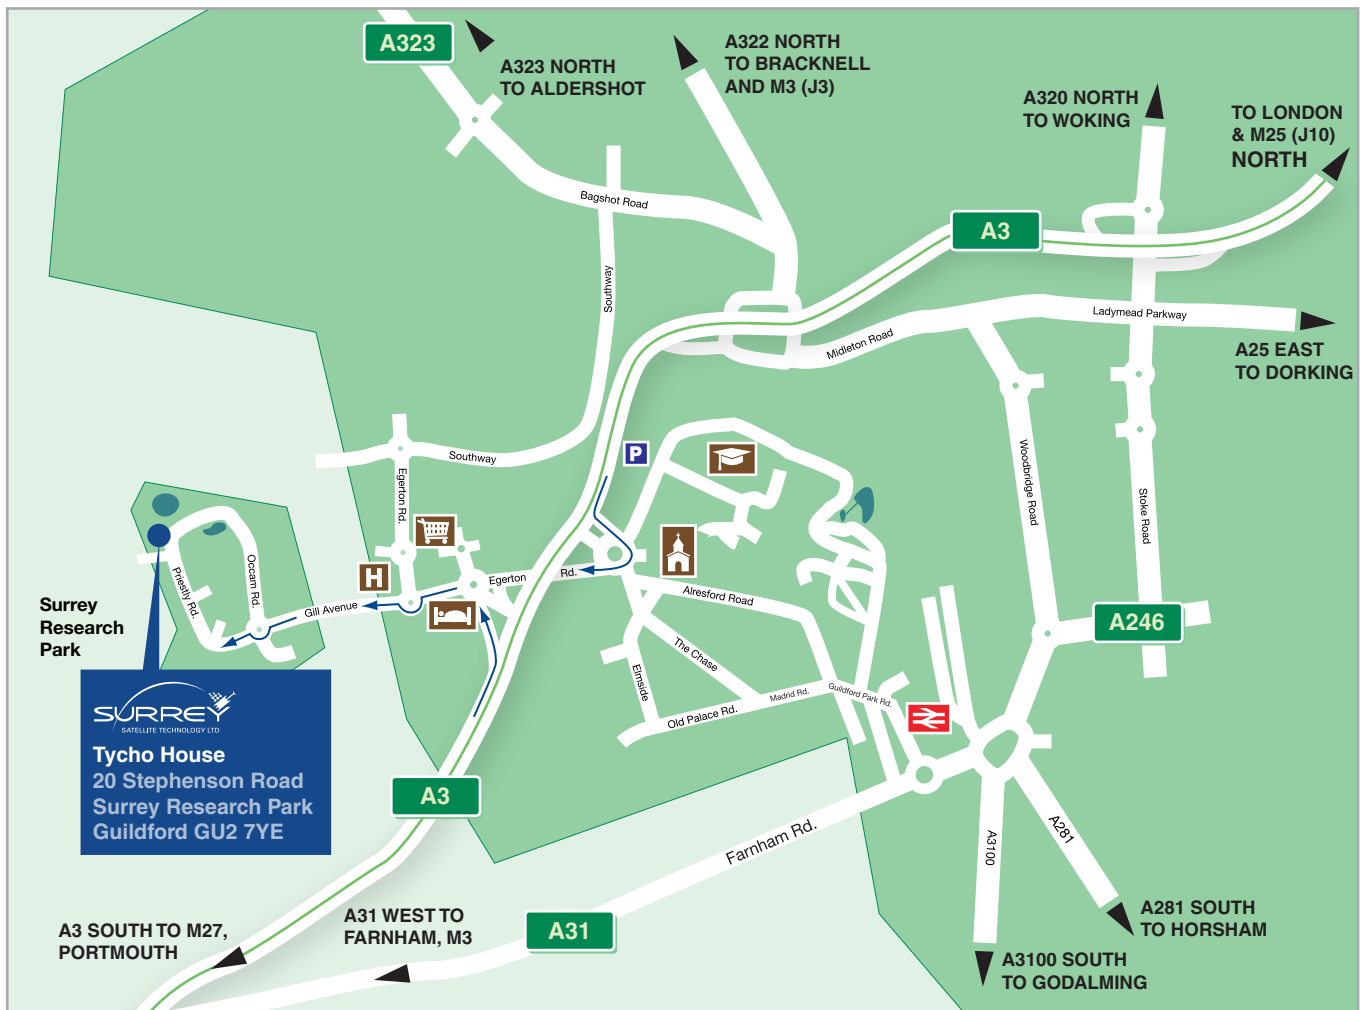 A323
A323 NORTH
TO ALDERSHOT
A322 NORTH
TO BRACKNELL
AND M3 (J3)
A320 NORTH
TO WOKING
TO LONDON
& M25 (J10)
NORTH
Bagshot Road
A3
Southway
Ladymead Parkway
Midleton Road
A25 EAST
TO DORKING
P
Southway
Egerton Rd.
Woodbridge Road
Stoke Road
H
Egerton
Rd.
Occam Rd.
Priestly Rd.
Gill Avenue
Alresford Road
Surrey
Research
Park
A246
The Chase
Elmside
Madrid Rd.
Guildford Park Rd.
Old Palace Rd.
SURREY
SATELLITE TECHNOLOGY LTD
Tycho House
20 Stephenson Road
Surrey Research Park
Guildford GU2 7YE
A3
Farnham Rd.
A3100
A281
A3 SOUTH TO M27,
PORTMOUTH
A31 WEST TO
FARNHAM, M3
A31
A281 SOUTH
TO HORSHAM
A3100 SOUTH
TO GODALMING